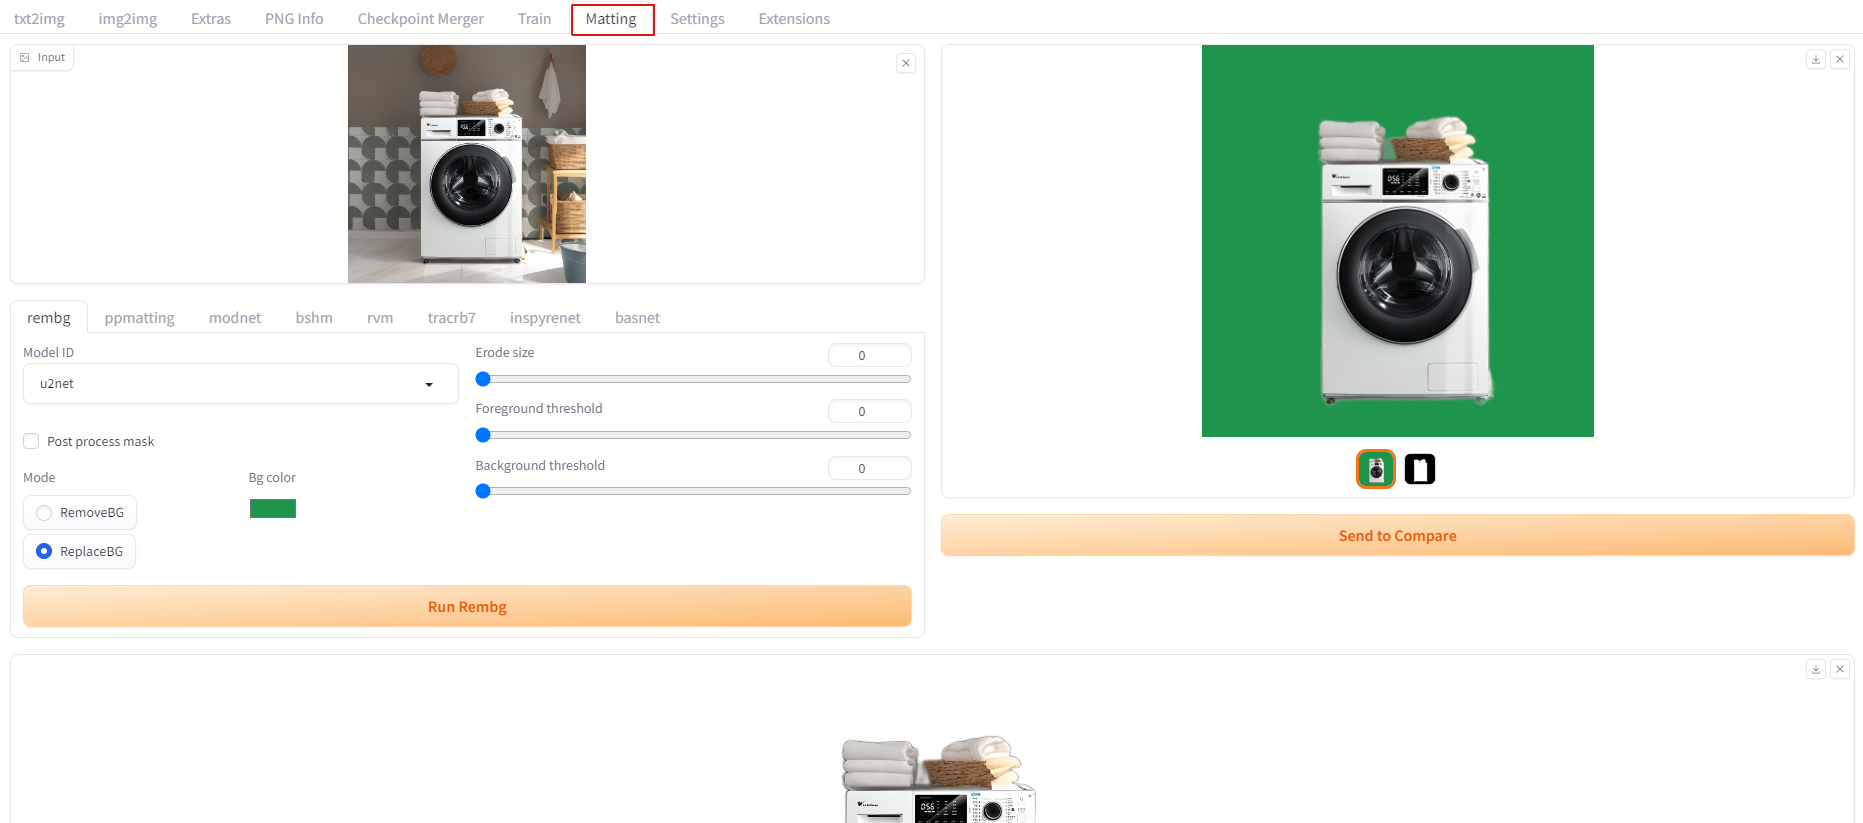 txt2img img2img Extras PNG Info Checkpoint Merger Train Matting Settings Extensions
Input
rembg ppmatting modnet bshm rvm tracrb7 inspyrenet basnet
Model ID
u2net
Post process mask
Mode
Bg color
RemoveBG
ReplaceBG
Erode size
0
Foreground threshold
0
Background threshold
0
Run Rembg
056
Send to Compare
056